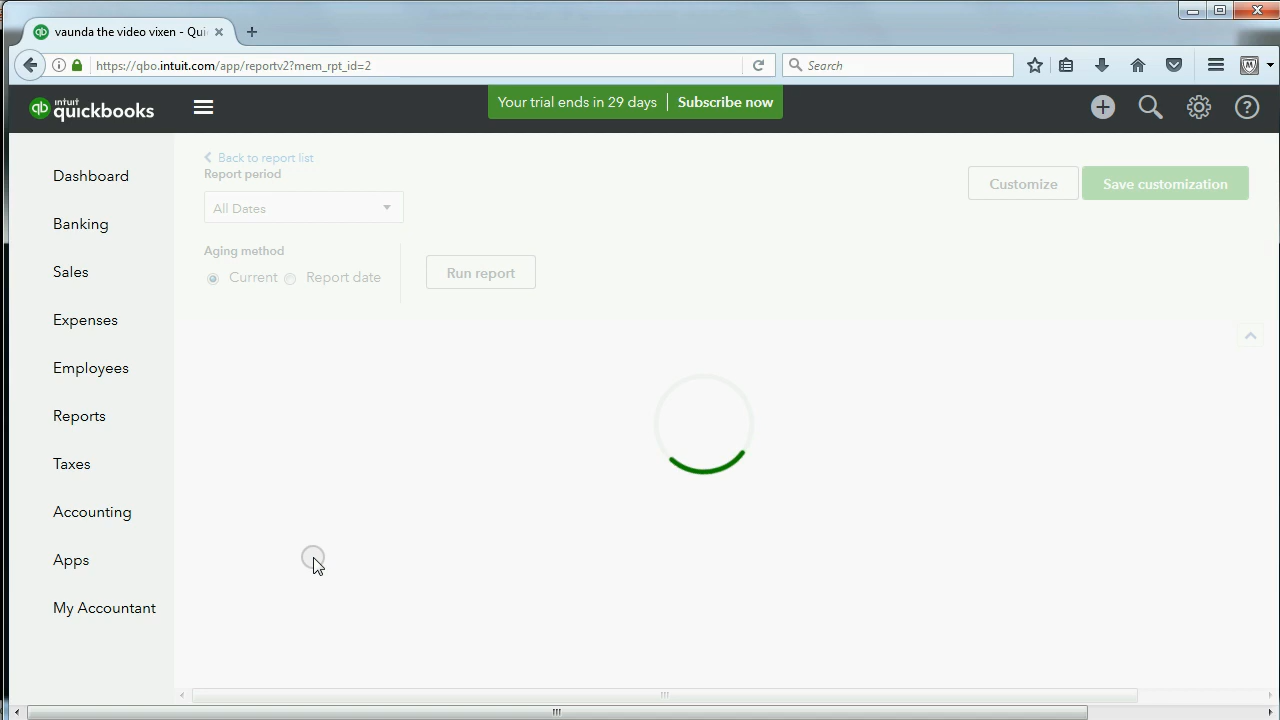 vaunda the video vixen - Qui
https://qbo.intuit.com/app/reportv2?mem_rpt_id=2
Search
intuit quickbooks
Your trial ends in 29 days
Subscribe now
Back to report list
Report period
All Dates
Customize
Save customization
Aging method
Current
Report date
Run report
Dashboard
Banking
Sales
Expenses
Employees
Reports
Taxes
Accounting
Apps
My Accountant